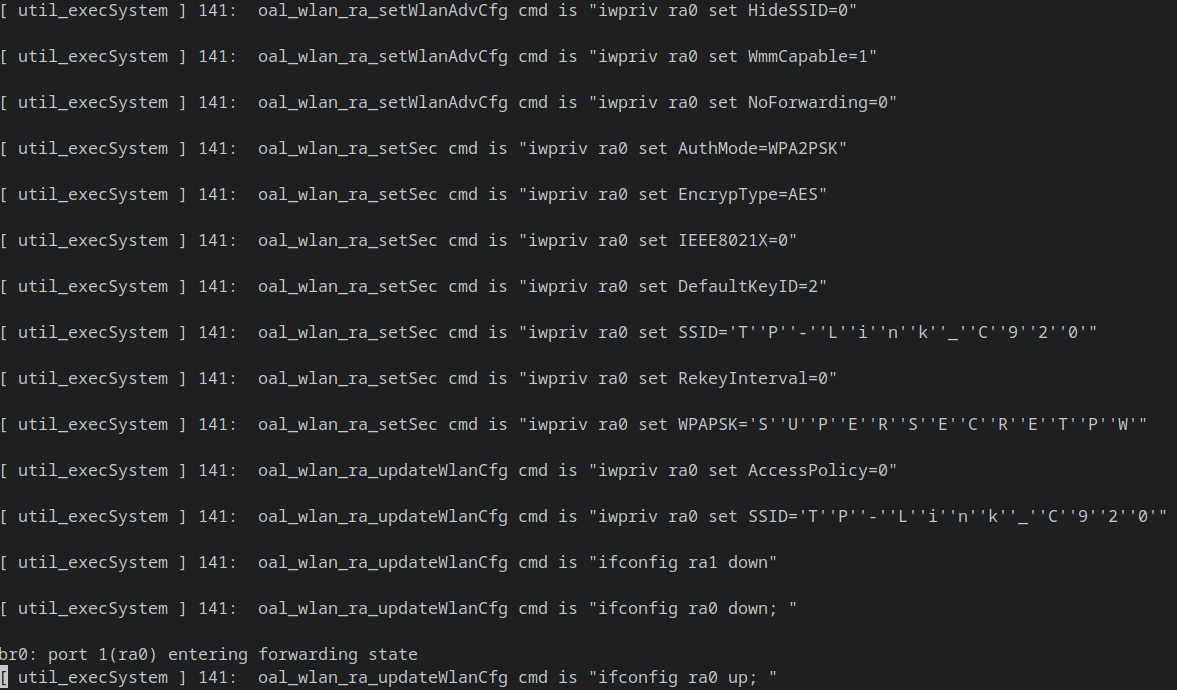 [ util_execSystem ] 141:  oal_wlan_ra_setWlanAdvCfg cmd is "iwpriv ra0 set HideSSID=0"
[ util_execSystem ] 141:  oal_wlan_ra_setWlanAdvCfg cmd is "iwpriv ra0 set WmmCapable=1"
[ util_execSystem ] 141:  oal_wlan_ra_setWlanAdvCfg cmd is "iwpriv ra0 set NoForwarding=0"
[ util_execSystem ] 141:  oal_wlan_ra_setSec cmd is "iwpriv ra0 set AuthMode=WPA2PSK"
[ util_execSystem ] 141:  oal_wlan_ra_setSec cmd is "iwpriv ra0 set EncrypType=AES"
[ util_execSystem ] 141:  oal_wlan_ra_setSec cmd is "iwpriv ra0 set IEEE8021X=0"
[ util_execSystem ] 141:  oal_wlan_ra_setSec cmd is "iwpriv ra0 set DefaultKeyID=2"
[ util_execSystem ] 141:  oal_wlan_ra_setSec cmd is "iwpriv ra0 set SSID='T''P''-''L''i''n''k''_''C''9''2''0'"
[ util_execSystem ] 141:  oal_wlan_ra_setSec cmd is "iwpriv ra0 set RekeyInterval=0"
[ util_execSystem ] 141:  oal_wlan_ra_setSec cmd is "iwpriv ra0 set WPAPSK='S''U''P''E''R''S''E''C''R''E''T''P''W'"
[ util_execSystem ] 141:  oal_wlan_ra_updateWlanCfg cmd is "iwpriv ra0 set AccessPolicy=0"
[ util_execSystem ] 141:  oal_wlan_ra_updateWlanCfg cmd is "iwpriv ra0 set SSID='T''P''-''L''i''n''k''_''C''9''2''0'"
[ util_execSystem ] 141:  oal_wlan_ra_updateWlanCfg cmd is "ifconfig ra1 down"
[ util_execSystem ] 141:  oal_wlan_ra_updateWlanCfg cmd is "ifconfig ra0 down; "
br0: port 1(ra0) entering forwarding state
[ util_execSystem ] 141:  oal_wlan_ra_updateWlanCfg cmd is "ifconfig ra0 up; "